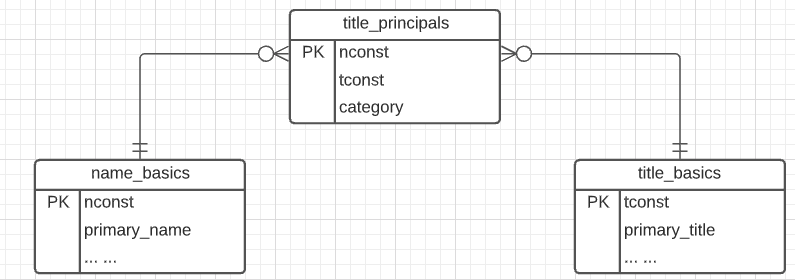 title_principals
PK nconst
tconst
category
name_basics
PK nconst
primary_name
... ...
title_basics
PK tconst
primary_title
... ...